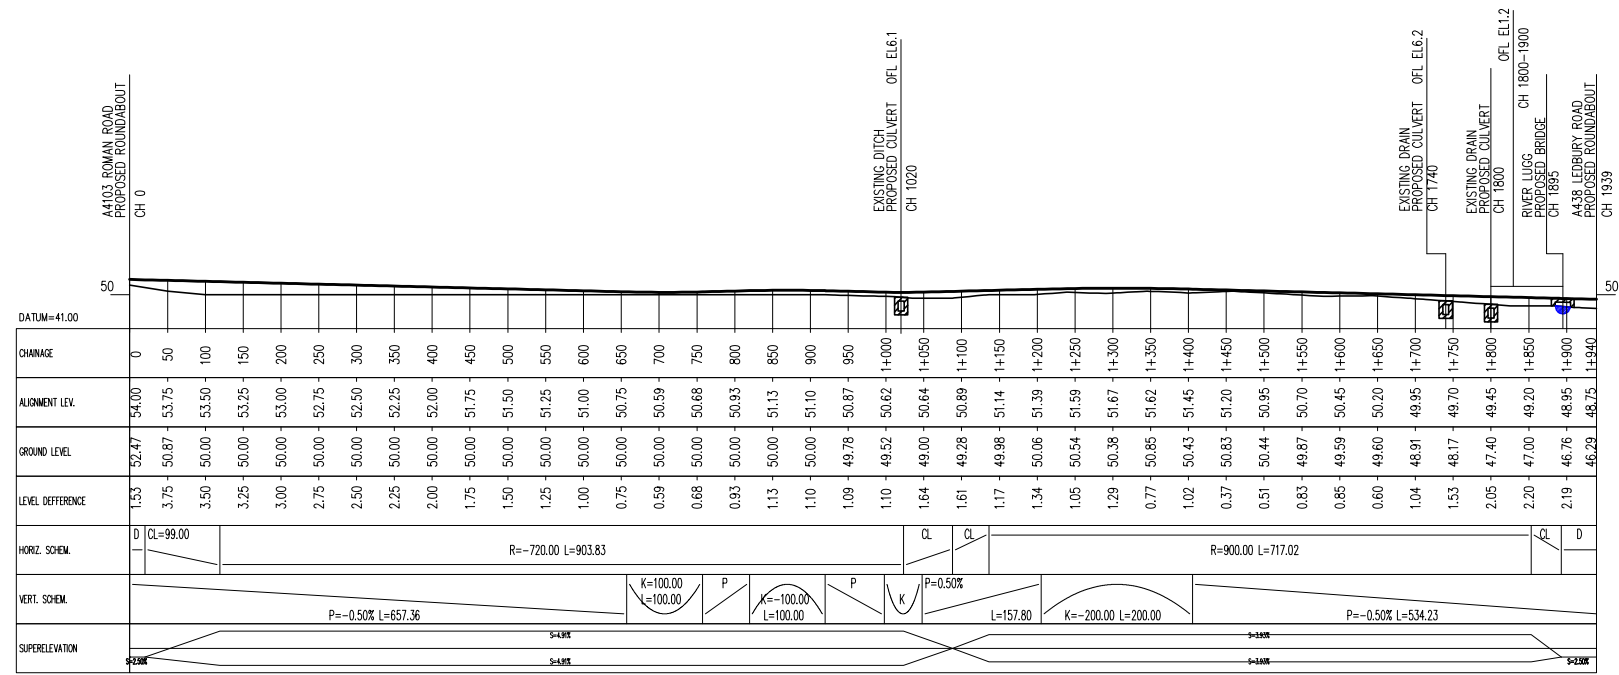 A4103 ROMAN ROAD
PROPOSED ROUNDABOUT
CH 0
EXISTING DITCH
PROPOSED CULVERT OFL EL6.1
CH 1020
EXISTING DRAIN
PROPOSED CULVERT OFL EL6.2
CH 1740
EXISTING DRAIN
PROPOSED CULVERT
CH 1800
OFL EL1.2
CH 1800-1900
RIVER LUGG
PROPOSED BRIDGE
CH 1895
A438 LEDBURY ROAD
PROPOSED ROUNDABOUT
CH 1939
50
50
DATUM=41.00
CHAINAGE 0 50 100 150 200 250 300 350 400 450 500 550 600 650 700 750 800 850 900 950 1+000 1+050 1+100 1+150 1+200 1+250 1+300 1+350 1+400 1+450 1+500 1+550 1+600 1+650 1+700 1+750 1+800 1+850 1+900 1+940
ALIGNMENT LEV. 54.00 53.75 53.50 53.25 53.00 52.75 52.50 52.25 52.00 51.75 51.50 51.25 51.00 50.75 50.59 50.68 50.93 51.13 51.10 50.87 50.62 50.64 50.89 51.14 51.39 51.59 51.67 51.62 51.45 51.20 50.95 50.70 50.45 50.20 49.95 49.70 49.45 49.20 48.95 48.75
GROUND LEVEL 52.47 50.87 50.00 50.00 50.00 50.00 50.00 50.00 50.00 50.00 50.00 50.00 50.00 50.00 50.00 50.00 50.00 50.00 50.00 49.78 49.52 49.00 49.28 49.98 50.06 50.54 50.38 50.85 50.43 50.83 50.44 49.87 49.59 49.60 48.91 48.17 47.40 47.00 46.76 46.29
LEVEL DEFFERENCE 1.53 3.75 3.50 3.25 3.00 2.75 2.50 2.25 2.00 1.75 1.50 1.25 1.00 0.75 0.59 0.68 0.93 1.13 1.10 1.09 1.10 1.64 1.61 1.17 1.34 1.05 1.29 0.77 1.02 0.37 0.51 0.83 0.85 0.60 1.04 1.53 2.05 2.20 2.19
HORIZ. SCHEM. D CL=99.00 R=-720.00 L=903.83 CL CL R=900.00 L=717.02 CL D
VERT. SCHEM. P=-0.50% L=657.36 K=100.00 L=100.00 P K=-100.00 L=100.00 P K P=0.50% L=157.80 K=-200.00 L=200.00 P=-0.50% L=534.23
SUPERELEVATION
S=2.50% S=4.91% S=4.91% S=3.93% S=3.93% S=2.50%